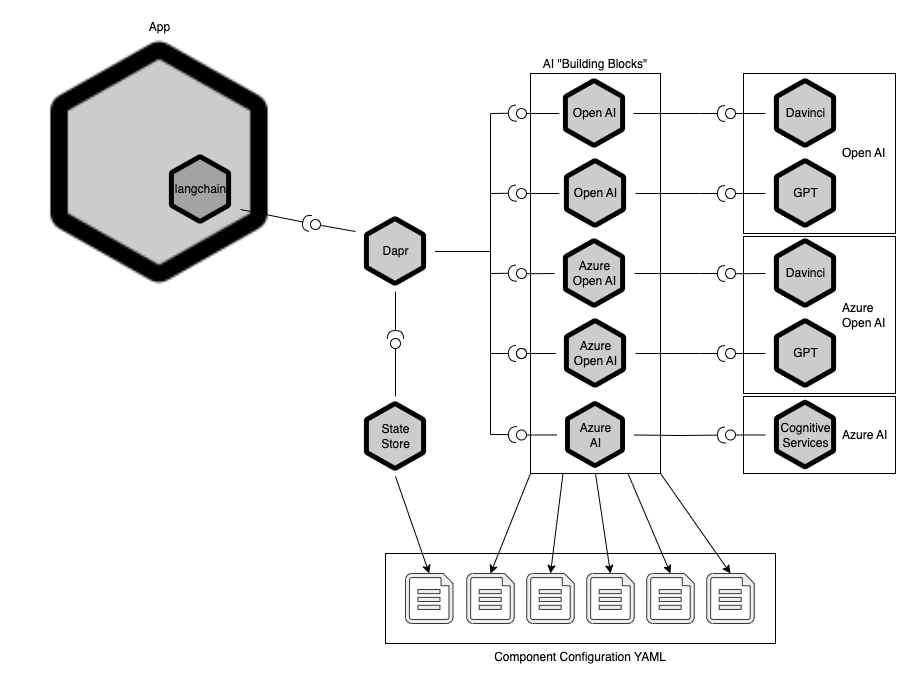 App
AI "Building Blocks"
Open AI
Davinci
Open AI
langchain
Open AI
GPT
Dapr
Azure
Open AI
Davinci
Azure
Open AI
Azure
Open AI
GPT
State
Store
Azure
AI
Cognitive
Services
Azure AI
Component Configuration YAML